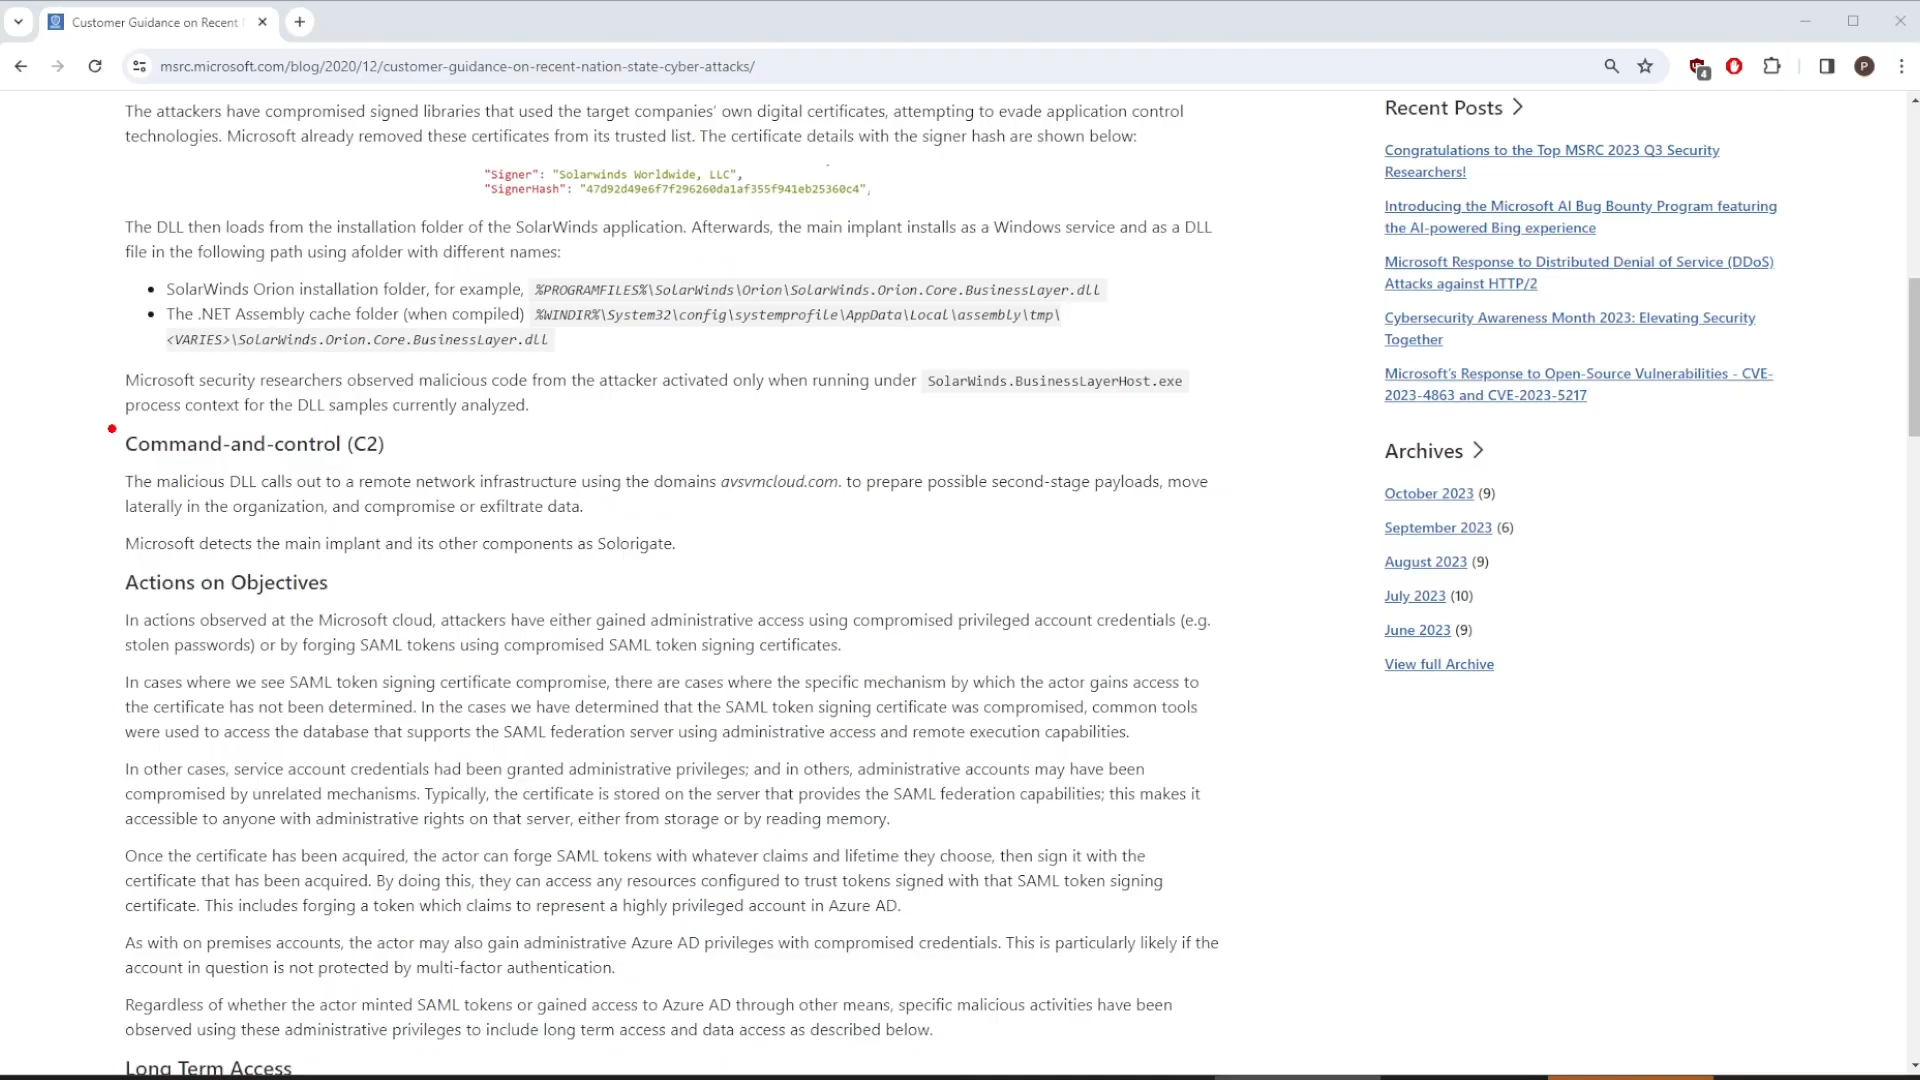 Customer Guidance on Recent
msrc.microsoft.com/blog/2020/12/customer-guidance-on-recent-nation-state-cyber-attacks/
4
P
The attackers have compromised signed libraries that used the target companies' own digital certificates, attempting to evade application control
technologies. Microsoft already removed these certificates from its trusted list. The certificate details with the signer hash are shown below:
"Signer": "Solarwinds Worldwide, LLC",
"SignerHash": "47d92d49e6f7f296260da1af355f941eb25360c4",
The DLL then loads from the installation folder of the SolarWinds application. Afterwards, the main implant installs as a Windows service and as a DLL
file in the following path using afolder with different names:
• SolarWinds Orion installation folder, for example, %PROGRAMFILES%\SolarWinds\Orion\SolarWinds.Orion.Core.BusinessLayer.dll
• The .NET Assembly cache folder (when compiled) %WINDIR%\System32\config\systemprofile\AppData\Local\assembly\tmp\
<VARIES>\SolarWinds.Orion.Core.BusinessLayer.dll
Microsoft security researchers observed malicious code from the attacker activated only when running under SolarWinds.BusinessLayerHost.exe
process context for the DLL samples currently analyzed.
Command-and-control (C2)
The malicious DLL calls out to a remote network infrastructure using the domains avsvmcloud.com. to prepare possible second-stage payloads, move
laterally in the organization, and compromise or exfiltrate data.
Microsoft detects the main implant and its other components as Solorigate.
Actions on Objectives
In actions observed at the Microsoft cloud, attackers have either gained administrative access using compromised privileged account credentials (e.g.
stolen passwords) or by forging SAML tokens using compromised SAML token signing certificates.
In cases where we see SAML token signing certificate compromise, there are cases where the specific mechanism by which the actor gains access to
the certificate has not been determined. In the cases we have determined that the SAML token signing certificate was compromised, common tools
were used to access the database that supports the SAML federation server using administrative access and remote execution capabilities.
In other cases, service account credentials had been granted administrative privileges; and in others, administrative accounts may have been
compromised by unrelated mechanisms. Typically, the certificate is stored on the server that provides the SAML federation capabilities; this makes it
accessible to anyone with administrative rights on that server, either from storage or by reading memory.
Once the certificate has been acquired, the actor can forge SAML tokens with whatever claims and lifetime they choose, then sign it with the
certificate that has been acquired. By doing this, they can access any resources configured to trust tokens signed with that SAML token signing
certificate. This includes forging a token which claims to represent a highly privileged account in Azure AD.
As with on premises accounts, the actor may also gain administrative Azure AD privileges with compromised credentials. This is particularly likely if the
account in question is not protected by multi-factor authentication.
Regardless of whether the actor minted SAML tokens or gained access to Azure AD through other means, specific malicious activities have been
observed using these administrative privileges to include long term access and data access as described below.
Long Term Access
Recent Posts
Congratulations to the Top MSRC 2023 Q3 Security
Researchers!
Introducing the Microsoft AI Bug Bounty Program featuring
the AI-powered Bing experience
Microsoft Response to Distributed Denial of Service (DDoS)
Attacks against HTTP/2
Cybersecurity Awareness Month 2023: Elevating Security
Together
Microsoft's Response to Open-Source Vulnerabilities - CVE-
2023-4863 and CVE-2023-5217
Archives
October 2023 (9)
September 2023 (6)
August 2023 (9)
July 2023 (10)
June 2023 (9)
View full Archive